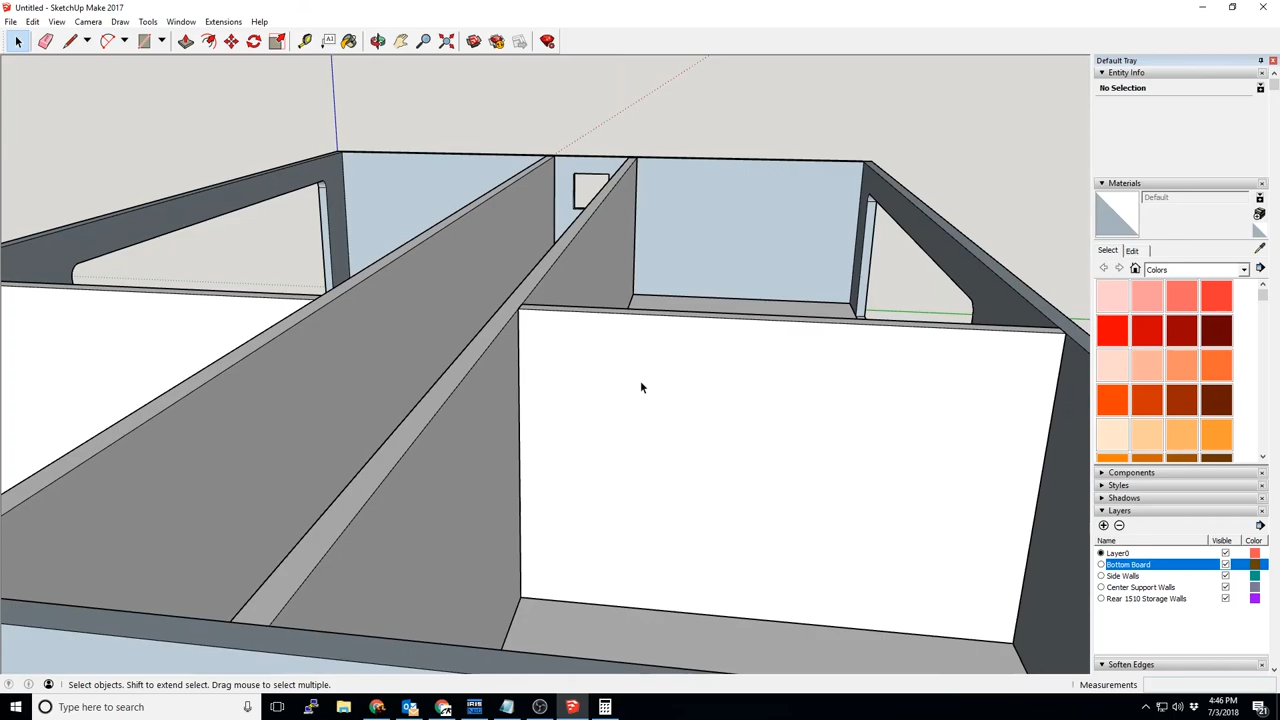 Untitled - SketchUp Make 2017
File Edit View Camera Draw Tools Window Extensions Help
A1
Default Tray
Entity Info
No Selection
Materials
Default
Select Edit
Colors
Components
Styles
Shadows
Layers
Name Visible Color
Layer0
Bottom Board
Side Walls
Center Support Walls
Rear 1510 Storage Walls
Soften Edges
Select objects. Shift to extend select. Drag mouse to select multiple.
Measurements
Type here to search
IRIS
4:46 PM
7/3/2018
21